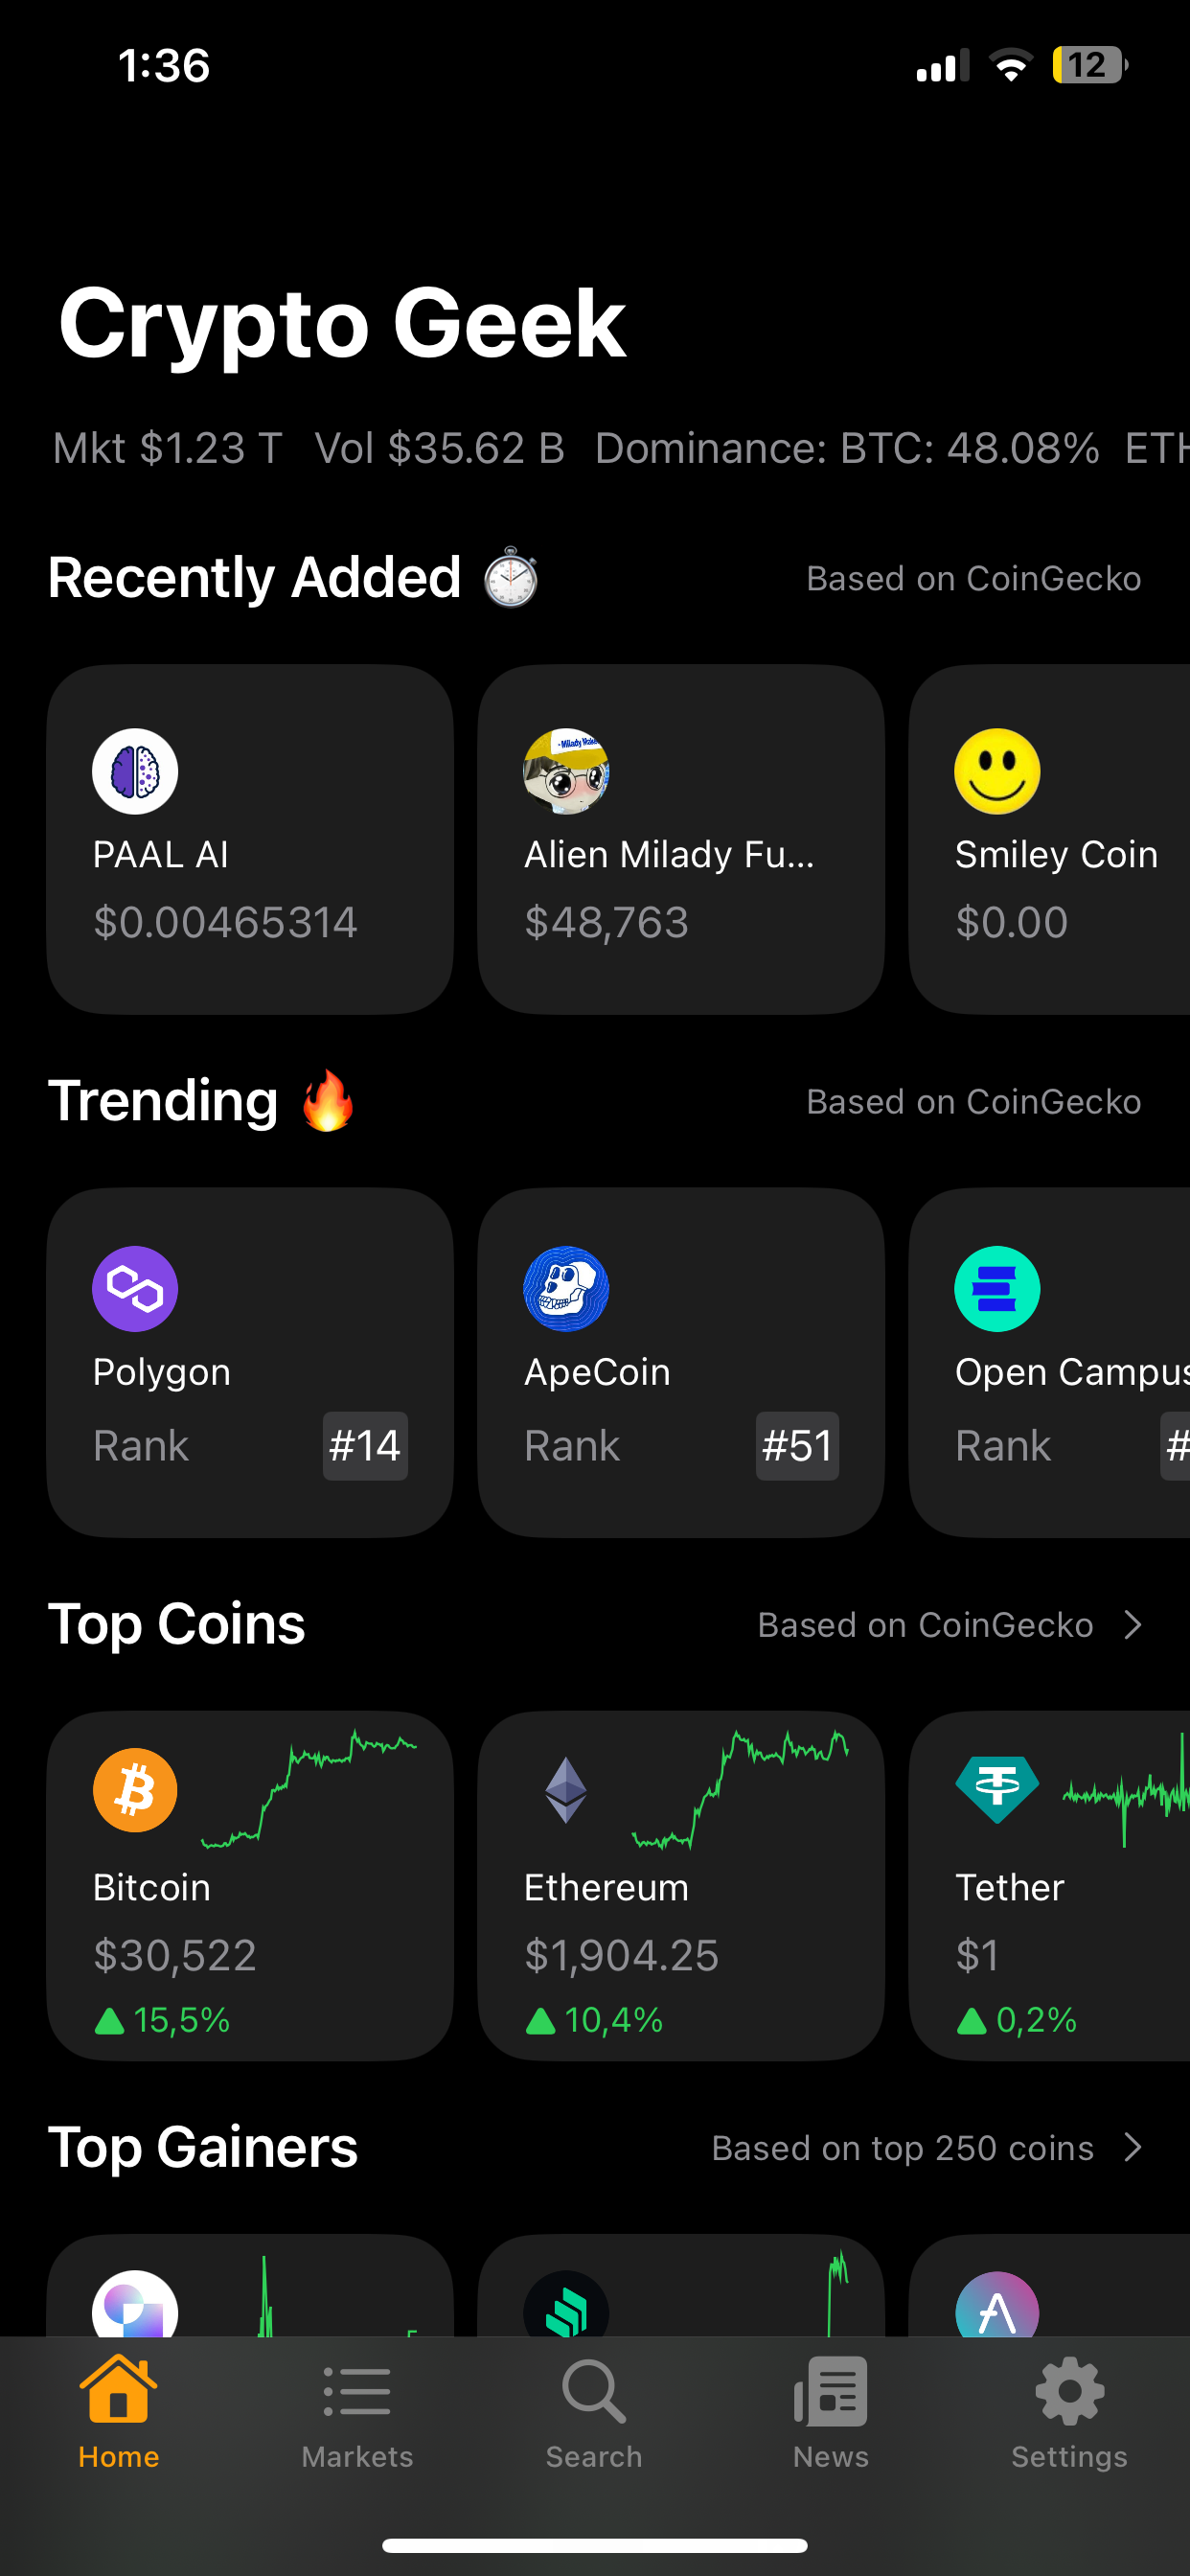 1:36
12
Crypto Geek
Mkt $1.23 T Vol $35.62 B Dominance: BTC: 48.08% ETH
Recently Added
Based on CoinGecko
PAAL AI
$0.00465314
Alien Milady Fu...
$48,763
Smiley Coin
$0.00
Trending
Based on CoinGecko
Polygon
Rank #14
ApeCoin
Rank #51
Open Campus
Rank #
Top Coins
Based on CoinGecko
Bitcoin
$30,522
15,5%
Ethereum
$1,904.25
10,4%
Tether
$1
0,2%
Top Gainers
Based on top 250 coins
Home
Markets
Search
News
Settings